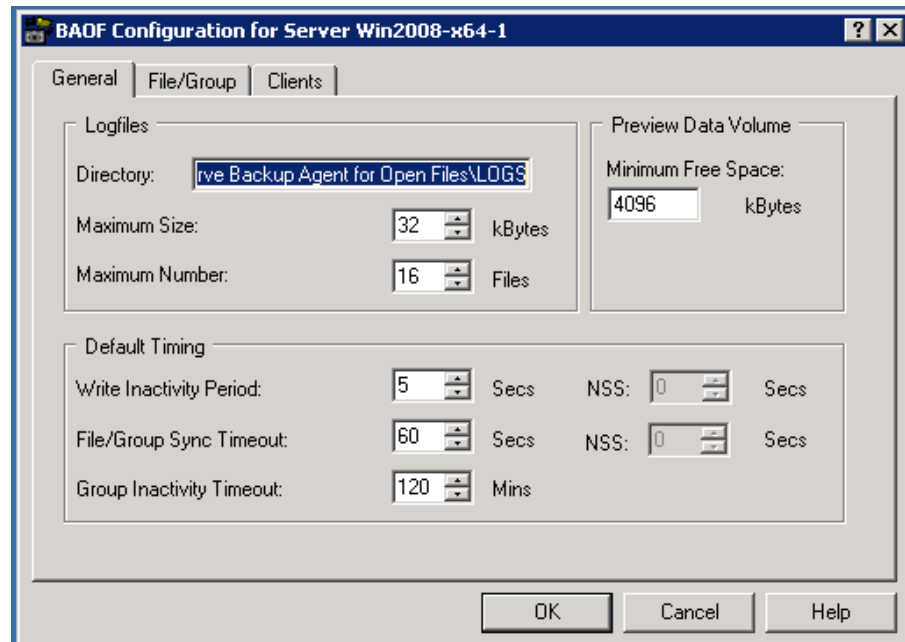 BAOF Configuration for Server Win2008-x64-1
General File/Group Clients
Logfiles
Directory: rve Backup Agent for Open Files\LOGS
Maximum Size: 32 kBytes
Maximum Number: 16 Files
Preview Data Volume
Minimum Free Space:
4096 kBytes
Default Timing
Write Inactivity Period: 5 Secs NSS: 0 Secs
File/Group Sync Timeout: 60 Secs NSS: 0 Secs
Group Inactivity Timeout: 120 Mins
OK Cancel Help